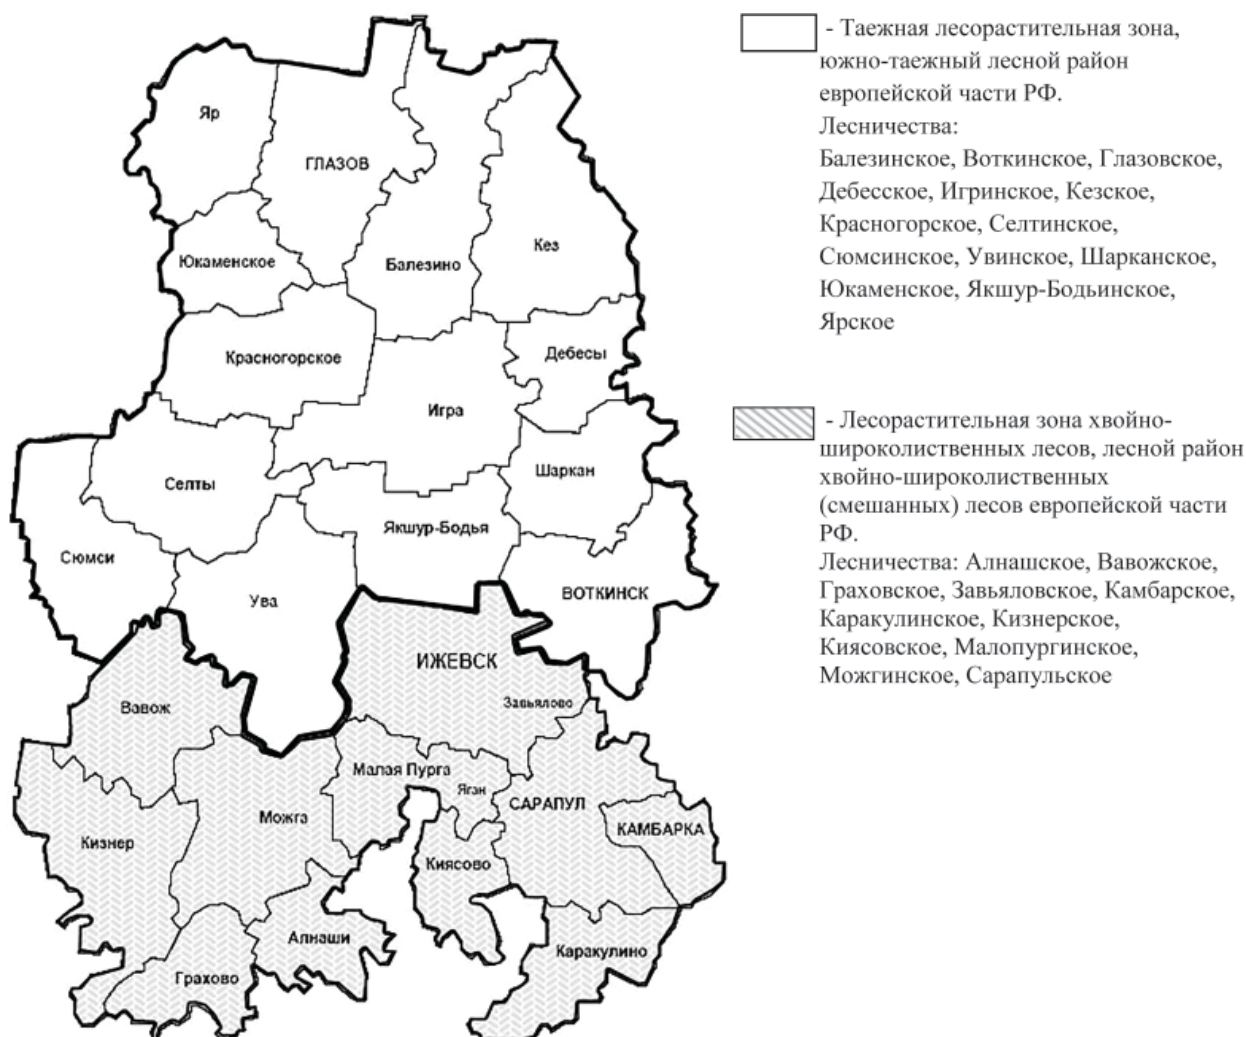 - Таежная лесорастительная зона,
южно-таежный лесной район
европейской части РФ.
Лесничества:
Балезинское, Воткинское, Глазовское,
Дебесское, Игринское, Кезское,
Красногорское, Селтинское,
Сюмсинское, Увинское, Шарканское,
Юкаменское, Якшур-Бодьинское,
Ярское
- Лесорастительная зона хвойно-
широколиственных лесов, лесной район
хвойно-широколиственных
(смешанных) лесов европейской части
РФ.
Лесничества: Алнашское, Вавожское,
Граховское, Завьяловское, Камбарское,
Каракулинское, Кизнерское,
Киясовское, Малопургинское,
Можгинское, Сарапульское
Яр
ГЛАЗОВ
Юкаменское
Балезино
Кез
Красногорское
Дебесы
Игра
Селты
Шаркан
Якшур-Бодья
Сюмси
Ува
ВОТКИНСК
ИЖЕВСК
Завьялово
Вавож
Малая Пурга
Яган
САРАПУЛ
Можга
КАМБАРКА
Кизнер
Киясово
Алнаши
Каракулино
Грахово